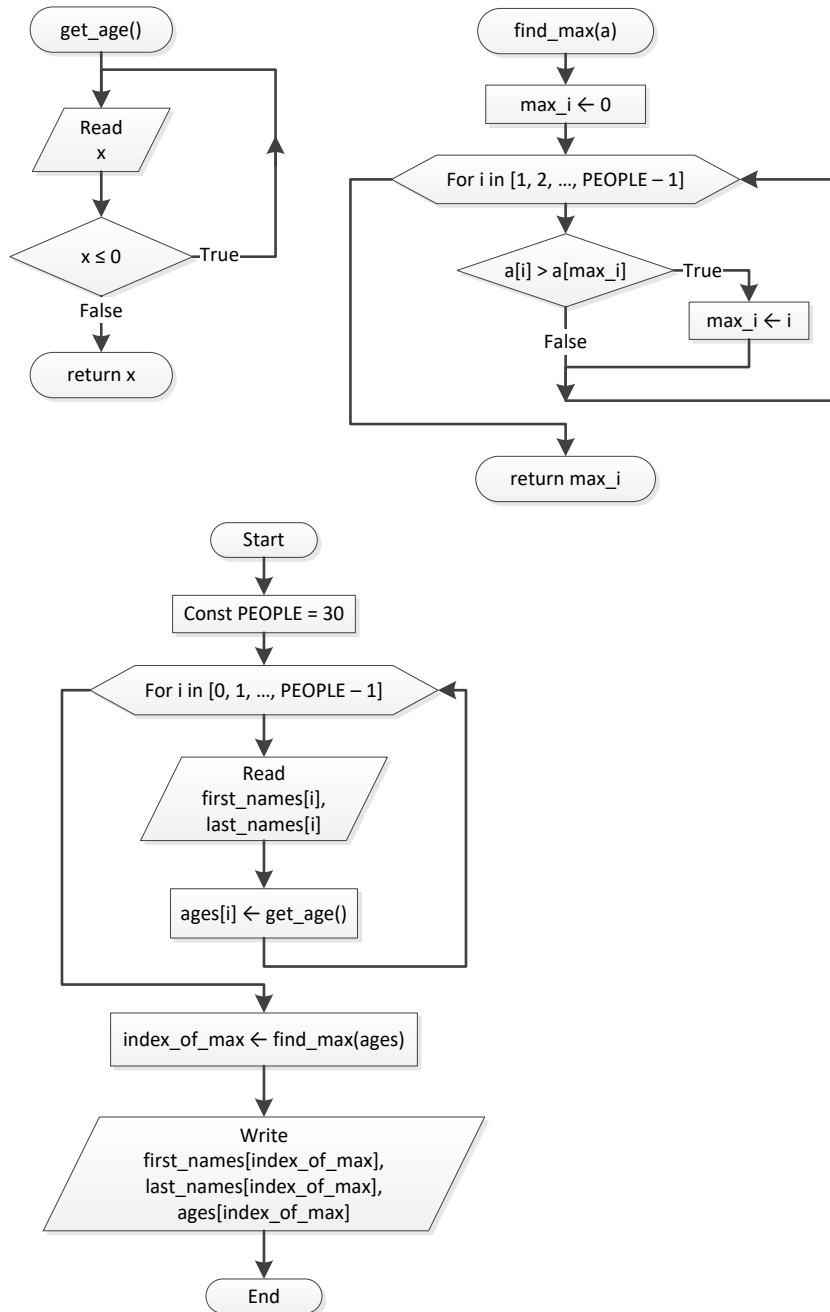 get_age()
Read
x
x ≤ 0
True
False
return x
find_max(a)
max_i ← 0
For i in [1, 2, ..., PEOPLE – 1]
a[i] > a[max_i]
True
max_i ← i
False
return max_i
Start
Const PEOPLE = 30
For i in [0, 1, ..., PEOPLE – 1]
Read
first_names[i],
last_names[i]
ages[i] ← get_age()
index_of_max ← find_max(ages)
Write
first_names[index_of_max],
last_names[index_of_max],
ages[index_of_max]
End